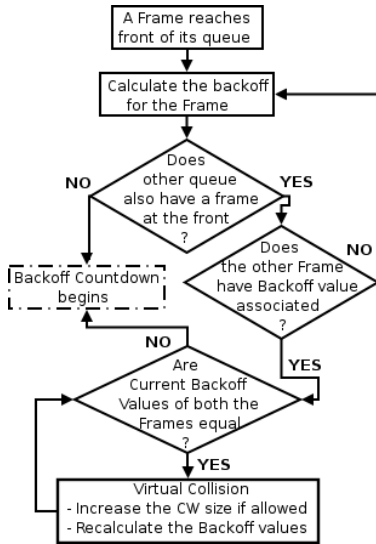 A Frame reaches
front of its queue
Calculate the backoff
for the Frame
Does
other queue
also have a frame
at the front
?
NO
YES
Does
the other Frame
have Backoff value
associated
?
NO
YES
Backoff Countdown
begins
NO
Are
Current Backoff
Values of both the
Frames equal
?
YES
Virtual Collision
- Increase the CW size if allowed
- Recalculate the Backoff values